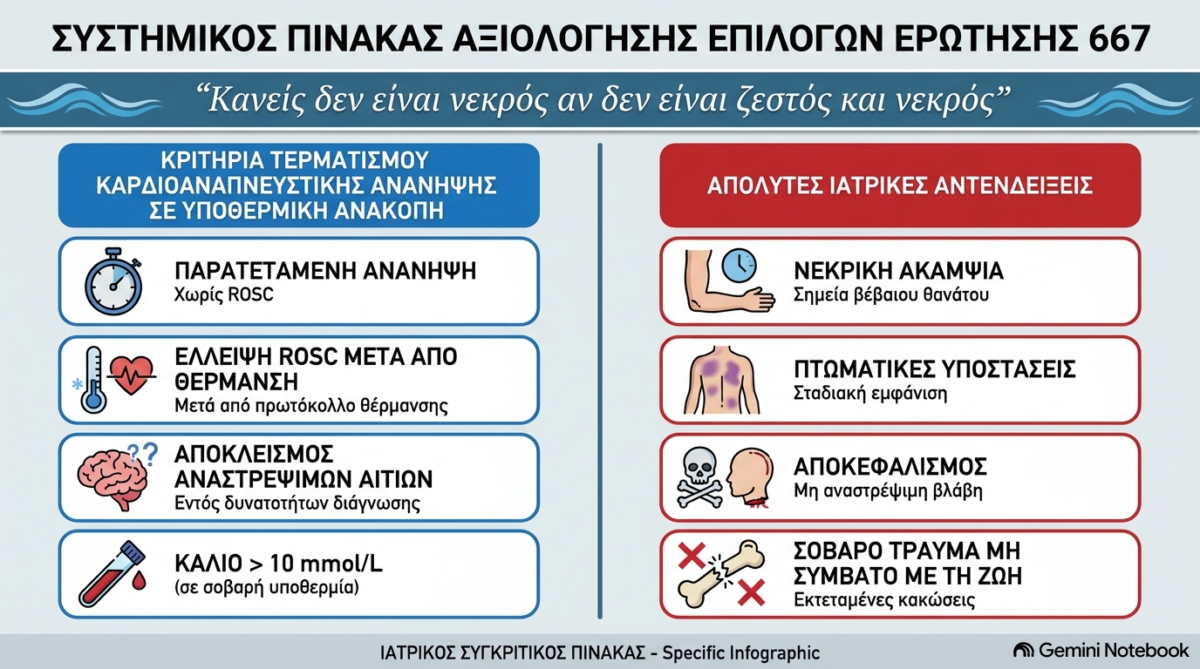 ΣΥΣΤΗΜΙΚΟΣ ΠΙΝΑΚΑΣ ΑΞΙΟΛΟΓΗΣΗΣ ΕΠΙΛΟΓΩΝ ΕΡΩΤΗΣΗΣ 667
“Κανείς δεν είναι νεκρός αν δεν είναι ζεστός και νεκρός”
ΚΡΙΤΗΡΙΑ ΤΕΡΜΑΤΙΣΜΟΥ
ΚΑΡΔΙΟΑΝΑΠΝΕΥΣΤΙΚΗΣ ΑΝΑΝΗΨΗΣ
ΣΕ ΥΠΟΘΕΡΜΙΚΗ ΑΝΑΚΟΠΗ
ΠΑΡΑΤΕΤΑΜΕΝΗ ΑΝΑΝΗΨΗ
Χωρίς ROSC
ΕΛΛΕΙΨΗ ROSC ΜΕΤΑ ΑΠΟ
ΘΕΡΜΑΝΣΗ
Μετά από πρωτόκολλο θέρμανσης
??
ΑΠΟΚΛΕΙΣΜΟΣ
ΑΝΑΣΤΡΕΨΙΜΩΝ ΑΙΤΙΩΝ
Εντός δυνατοτήτων διάγνωσης
ΚΑΛΙΟ > 10 mmol/L
(σε σοβαρή υποθερμία)
ΑΠΟΛΥΤΕΣ ΙΑΤΡΙΚΕΣ ΑΝΤΕΝΔΕΙΞΕΙΣ
ΝΕΚΡΙΚΗ ΑΚΑΜΨΙΑ
Σημεία βέβαιου θανάτου
ΠΤΩΜΑΤΙΚΕΣ ΥΠΟΣΤΑΣΕΙΣ
Σταδιακή εμφάνιση
ΑΠΟΚΕΦΑΛΙΣΜΟΣ
Μη αναστρέψιμη βλάβη
ΣΟΒΑΡΟ ΤΡΑΥΜΑ ΜΗ
ΣΥΜΒΑΤΟ ΜΕ ΤΗ ΖΩΗ
Εκτεταμένες κακώσεις
ΙΑΤΡΙΚΟΣ ΣΥΓΚΡΙΤΙΚΟΣ ΠΙΝΑΚΑΣ - Specific Infographic
Gemini Notebook